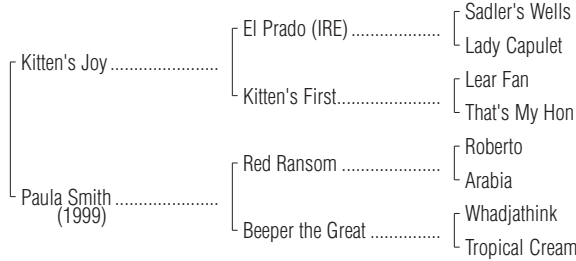 Sadler's Wells
El Prado (IRE) ....................
Lady Capulet
Kitten's Joy ........................
Lear Fan
Kitten's First.......................
That's My Hon
Roberto
Red Ransom ......................
Arabia
Paula Smith .......................
(1999)
Whadjathink
Beeper the Great ................
Tropical Cream